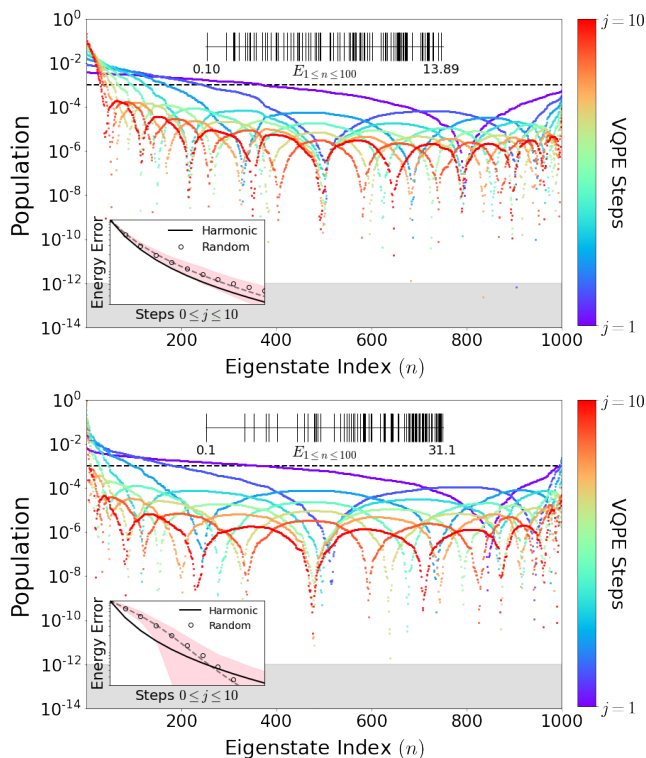 10^0
10^-2
10^-4
10^-6
10^-8
10^-10
10^-12
10^-14
Population
0.10
E_{1≤n≤100}
13.89
Energy Error
Harmonic
Random
Steps 0 ≤ j ≤ 10
200
400
600
800
1000
Eigenstate Index (n)
j = 10
VQPE Steps
j = 1
10^0
10^-2
10^-4
10^-6
10^-8
10^-10
10^-12
10^-14
Population
0.1
E_{1≤n≤100}
31.1
Energy Error
Harmonic
Random
Steps 0 ≤ j ≤ 10
200
400
600
800
1000
Eigenstate Index (n)
j = 10
VQPE Steps
j = 1